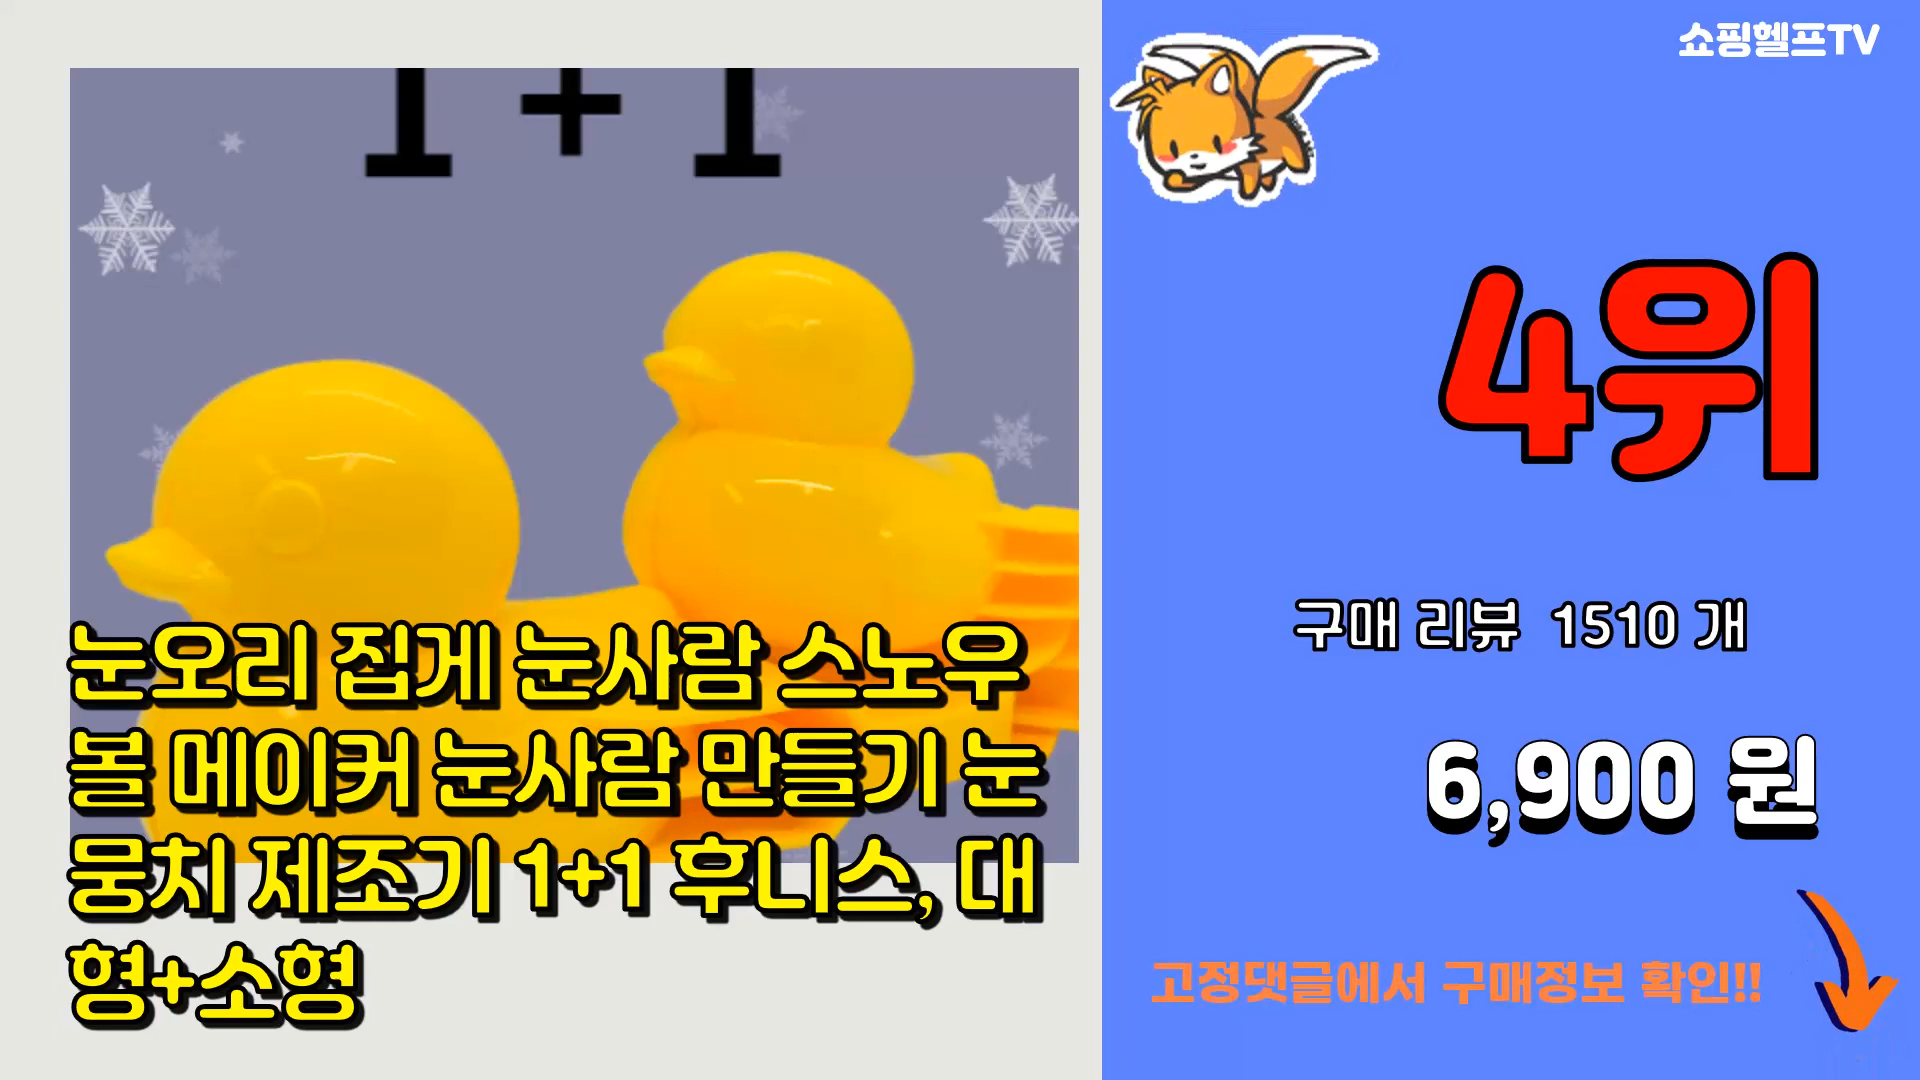 쇼핑헬프TV
1 + 1
4위
구매 리뷰 1510 개
6,900 원
눈오리 집게 눈사람 스노우
볼 메이커 눈사람 만들기 눈
뭉치 제조기 1+1 후니스, 대
형+소형
고정댓글에서 구매정보 확인!!